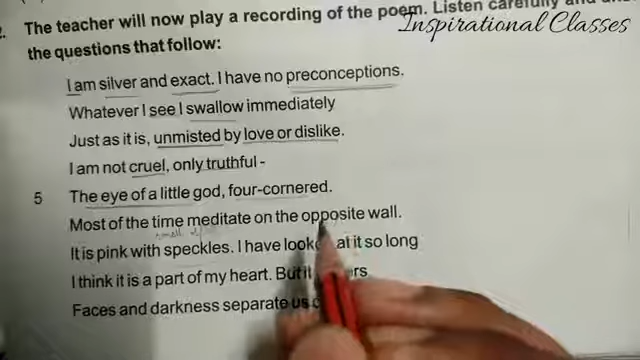 2. The teacher will now play a recording of the poem. Listen carefully and
Inspirational Classes
the questions that follow:
I am silver and exact. I have no preconceptions.
Whatever I see I swallow immediately
Just as it is, unmisted by love or dislike.
I am not cruel, only truthful -
5 The eye of a little god, four-cornered.
Most of the time meditate on the opposite wall.
It is pink with speckles. I have at it so long
I think it is a part of my heart. But
Faces and darkness separate us